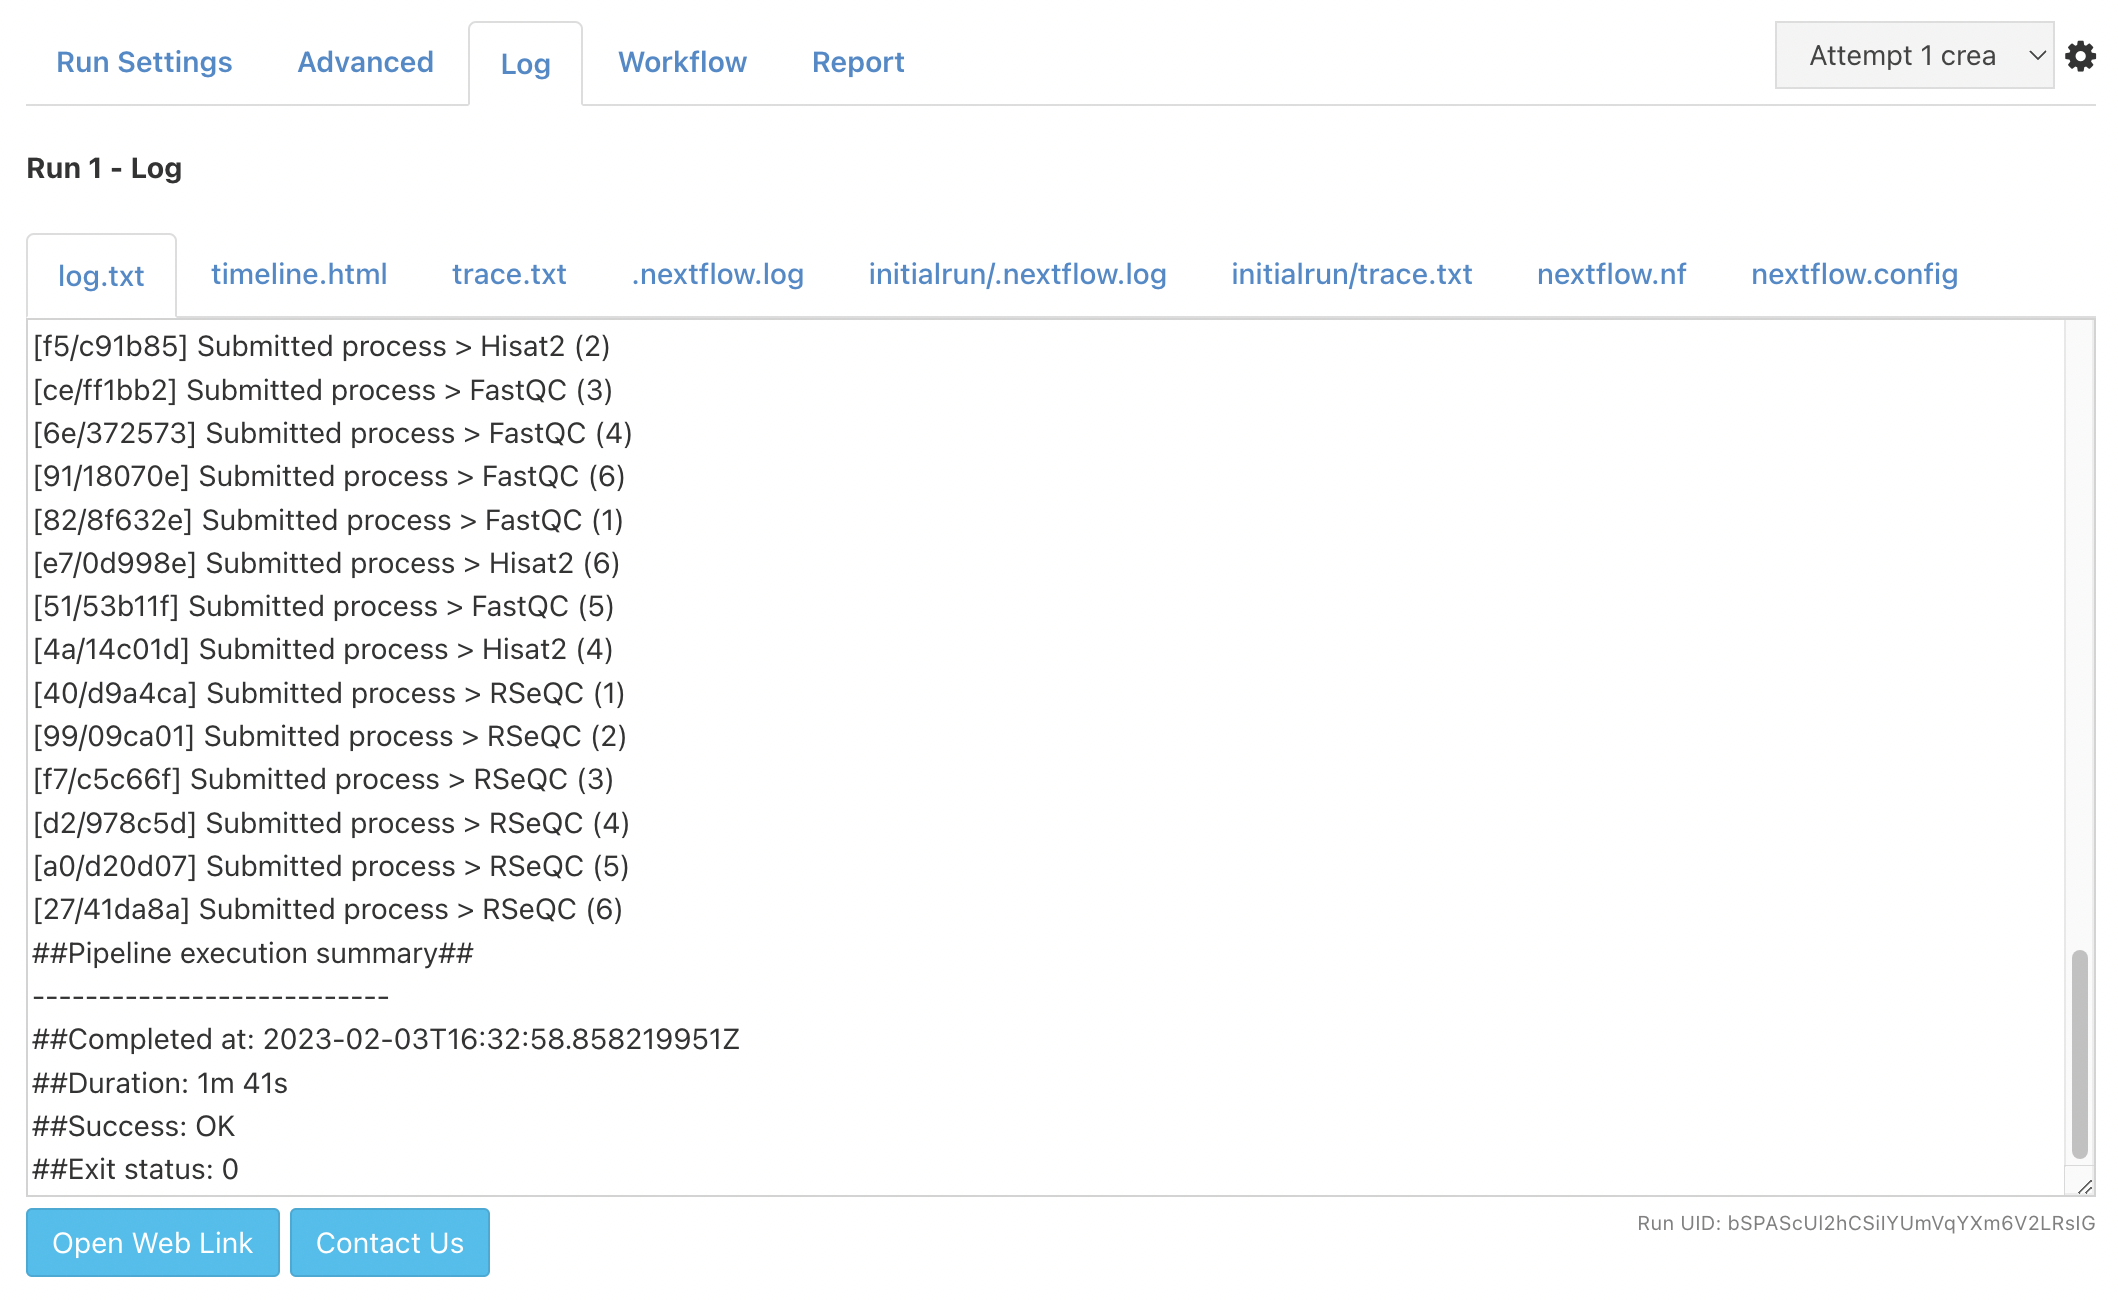 Run Settings Advanced Log Workflow Report Attempt 1 crea
Run 1 - Log
log.txt timeline.html trace.txt .nextflow.log initialrun/.nextflow.log initialrun/trace.txt nextflow.nf nextflow.config
[f5/c91b85] Submitted process > Hisat2 (2)
[ce/ff1bb2] Submitted process > FastQC (3)
[6e/372573] Submitted process > FastQC (4)
[91/18070e] Submitted process > FastQC (6)
[82/8f632e] Submitted process > FastQC (1)
[e7/0d998e] Submitted process > Hisat2 (6)
[51/53b11f] Submitted process > FastQC (5)
[4a/14c01d] Submitted process > Hisat2 (4)
[40/d9a4ca] Submitted process > RSeQC (1)
[99/09ca01] Submitted process > RSeQC (2)
[f7/c5c66f] Submitted process > RSeQC (3)
[d2/978c5d] Submitted process > RSeQC (4)
[a0/d20d07] Submitted process > RSeQC (5)
[27/41da8a] Submitted process > RSeQC (6)
##Pipeline execution summary##
---------------------------
##Completed at: 2023-02-03T16:32:58.858219951Z
##Duration: 1m 41s
##Success: OK
##Exit status: 0
Open Web Link Contact Us Run UID: bSPAScUl2hCSiIYUmVqYXm6V2LRsIG